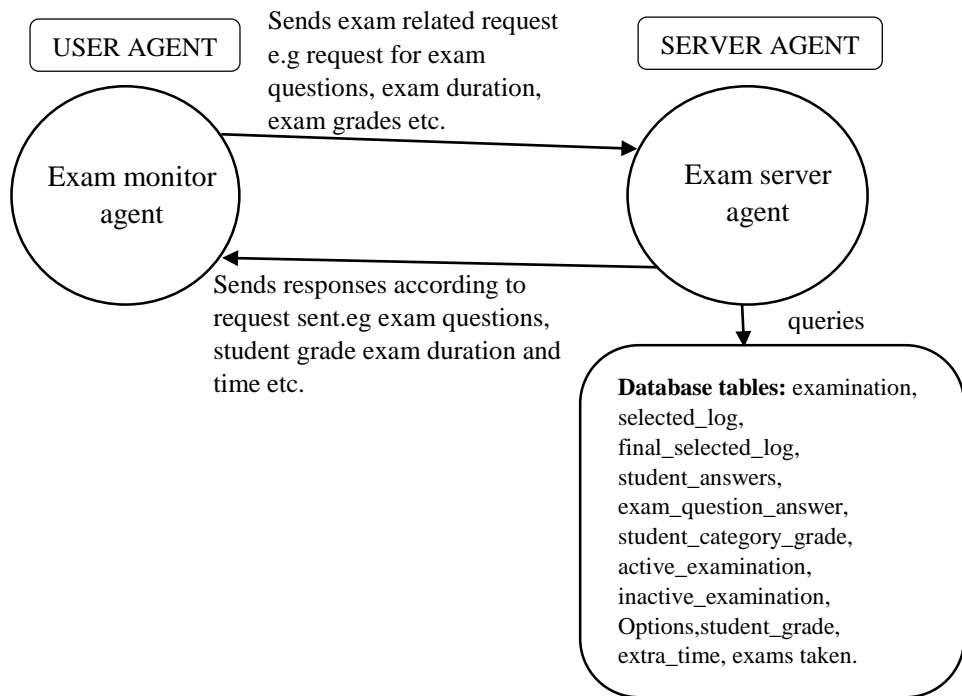 USER AGENT
Sends exam related request
e.g request for exam
questions, exam duration,
exam grades etc.
SERVER AGENT
Exam monitor
agent
Exam server
agent
Sends responses according to
request sent.eg exam questions,
student grade exam duration and
time etc.
queries
Database tables: examination,
selected_log,
final_selected_log,
student_answers,
exam_question_answer,
student_category_grade,
active_examination,
inactive_examination,
Options,student_grade,
extra_time, exams taken.